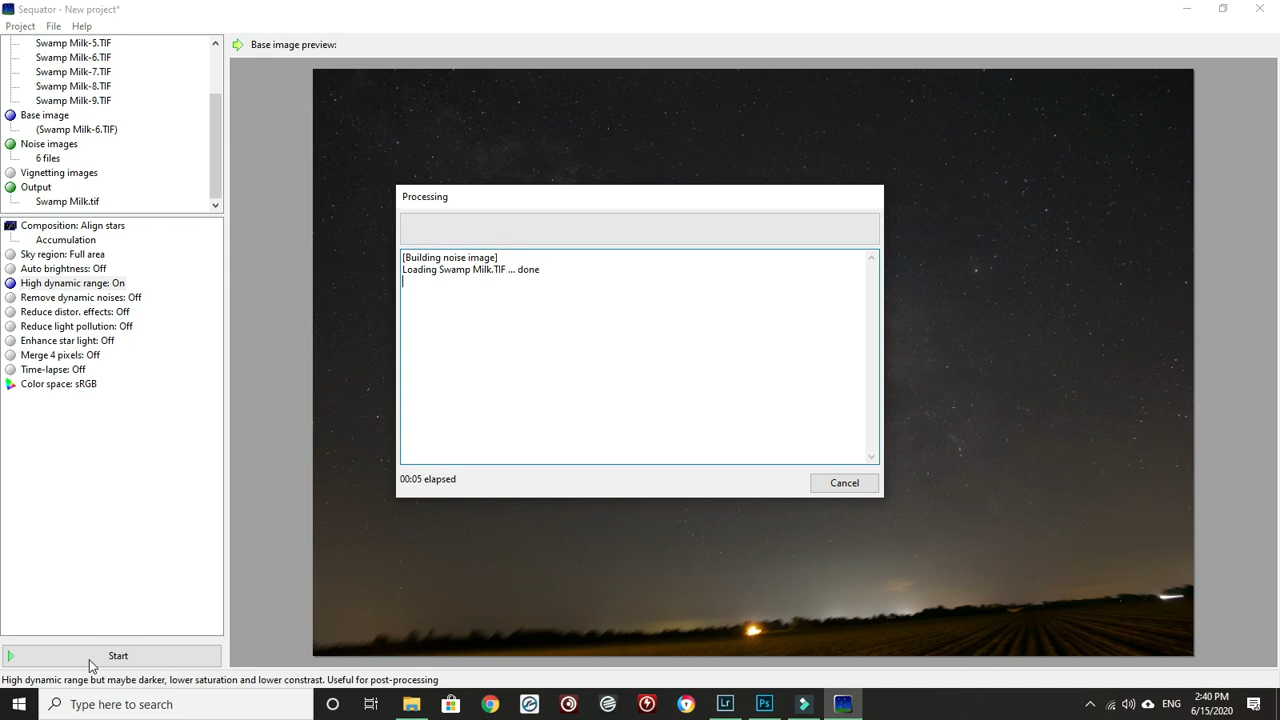 Sequator - New project*
Project File Help
Swamp Milk-5.TIF
Swamp Milk-6.TIF
Swamp Milk-7.TIF
Swamp Milk-8.TIF
Swamp Milk-9.TIF
Base image
(Swamp Milk-6.TIF)
Noise images
6 files
Vignetting images
Output
Swamp Milk.tif
Composition: Align stars
Accumulation
Sky region: Full area
Auto brightness: Off
High dynamic range: On
Remove dynamic noises: Off
Reduce distor. effects: Off
Reduce light pollution: Off
Enhance star light: Off
Merge 4 pixels: Off
Time-lapse: Off
Color space: sRGB
Start
Base image preview:
Processing
[Building noise image]
Loading Swamp Milk.TIF ... done
00:05 elapsed
Cancel
High dynamic range but maybe darker, lower saturation and lower constrast. Useful for post-processing
Type here to search
Lr
Ps
ENG
2:40 PM
6/15/2020